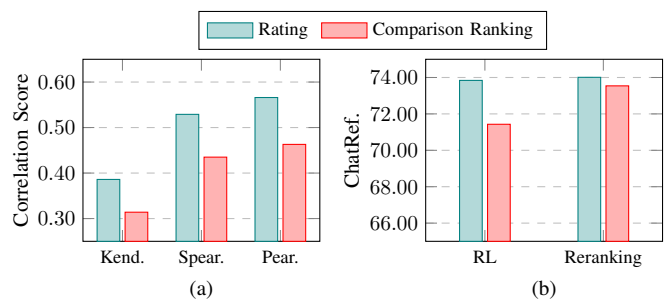 Rating Comparison Ranking
Correlation Score
0.60
0.50
0.40
0.30
Kend. Spear. Pear.
(a)
ChatRef.
74.00
72.00
70.00
68.00
66.00
RL Reranking
(b)